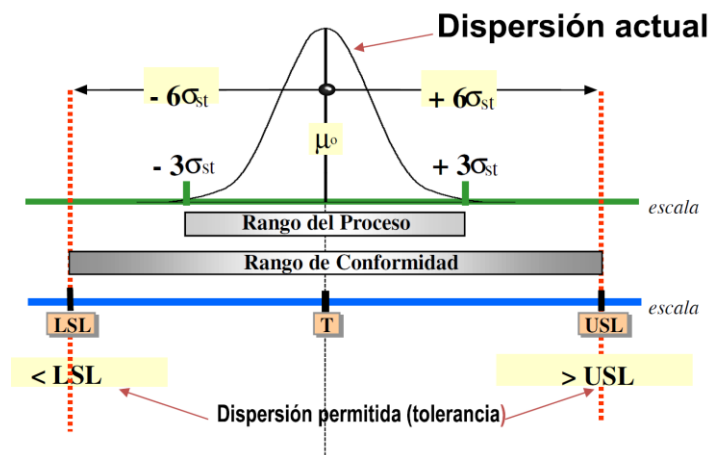 Dispersión actual
- 6σst
+ 6σst
μo
- 3σst
+ 3σst
escala
Rango del Proceso
Rango de Conformidad
escala
LSL
T
USL
< LSL
> USL
Dispersión permitida (tolerancia)